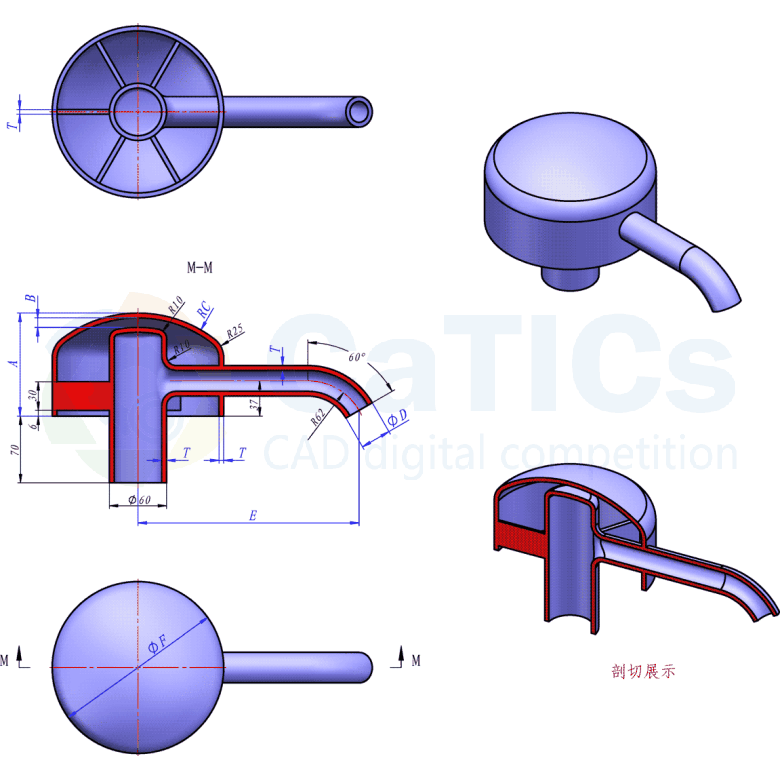 T
M-M
B
R10
RC
R25
A
R10
T
60°
30
37
R62
ΦD
6
70
T
T
Φ60
E
CaTICs
CAD digital competition
ΦF
M
M
剖切展示